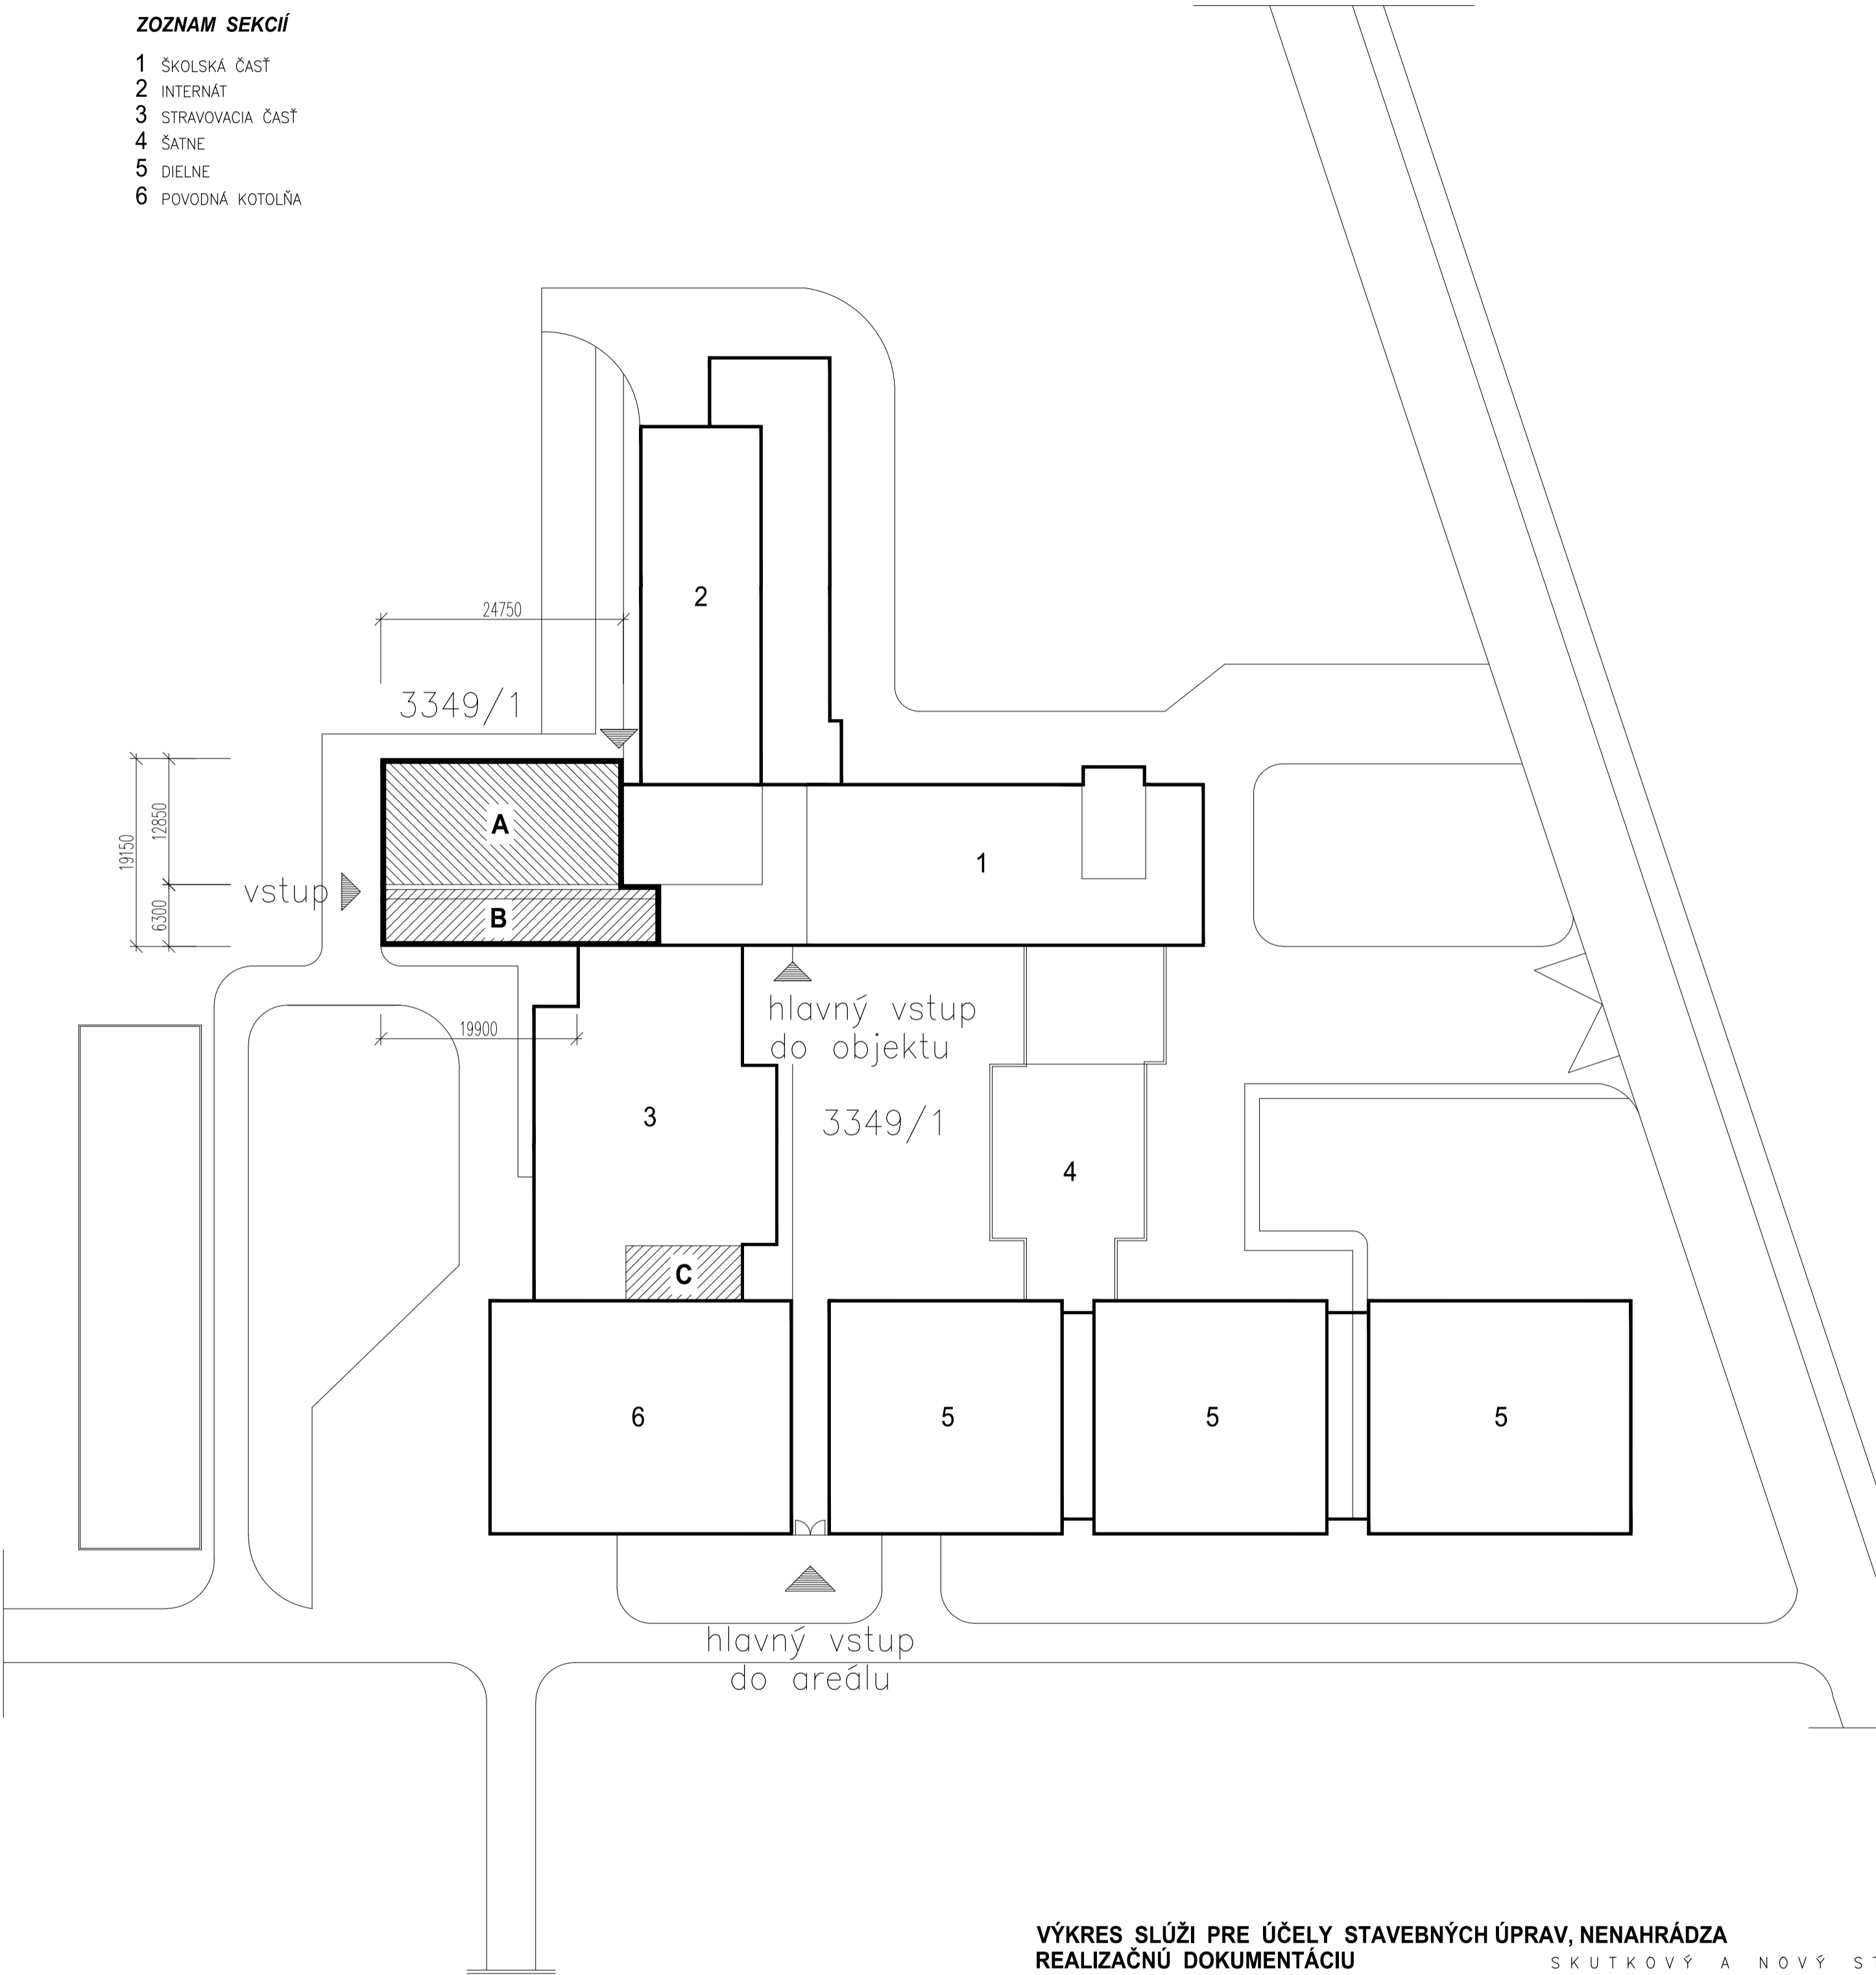 ZOZNAM SEKCIÍ
1 ŠKOLSKÁ ČASŤ
2 INTERNÁT
3 STRAVOVACIA ČASŤ
4 ŠATNE
5 DIELNE
6 POVODNÁ KOTOLŇA
2
24750
3349/1
A
12850
19150
1
vstup
6300
B
hlavný vstup
do objektu
19900
3
3349/1
4
C
6
5
5
5
hlavný vstup
do areálu
VÝKRES SLÚŽI PRE ÚČELY STAVEBNÝCH ÚPRAV, NENAHRÁDZA
REALIZAČNÚ DOKUMENTÁCIU
SKUTKOVÝ A NOVÝ